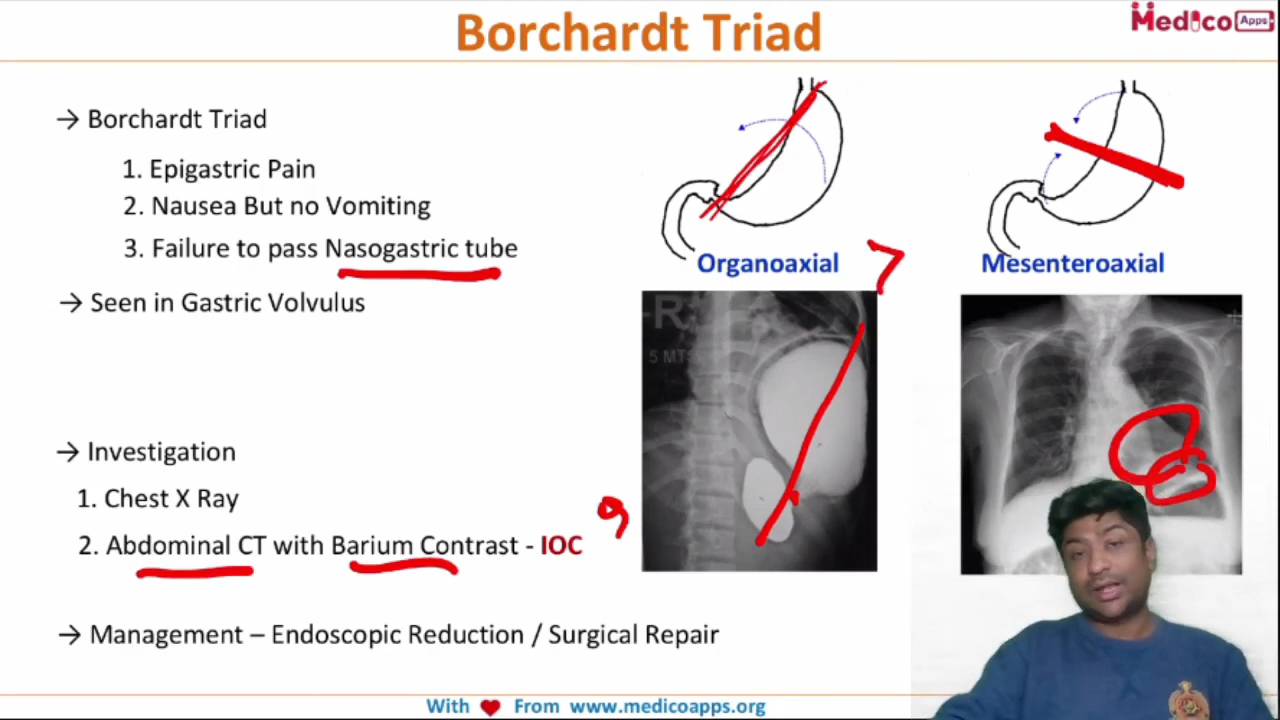 Borchardt Triad
Medico Apps
→ Borchardt Triad
1. Epigastric Pain
2. Nausea But no Vomiting
3. Failure to pass Nasogastric tube
→ Seen in Gastric Volvulus
Organoaxial
Mesenteroaxial
R
5 MTS
→ Investigation
1. Chest X Ray
2. Abdominal CT with Barium Contrast - IOC
→ Management – Endoscopic Reduction / Surgical Repair
With From www.medicoapps.org